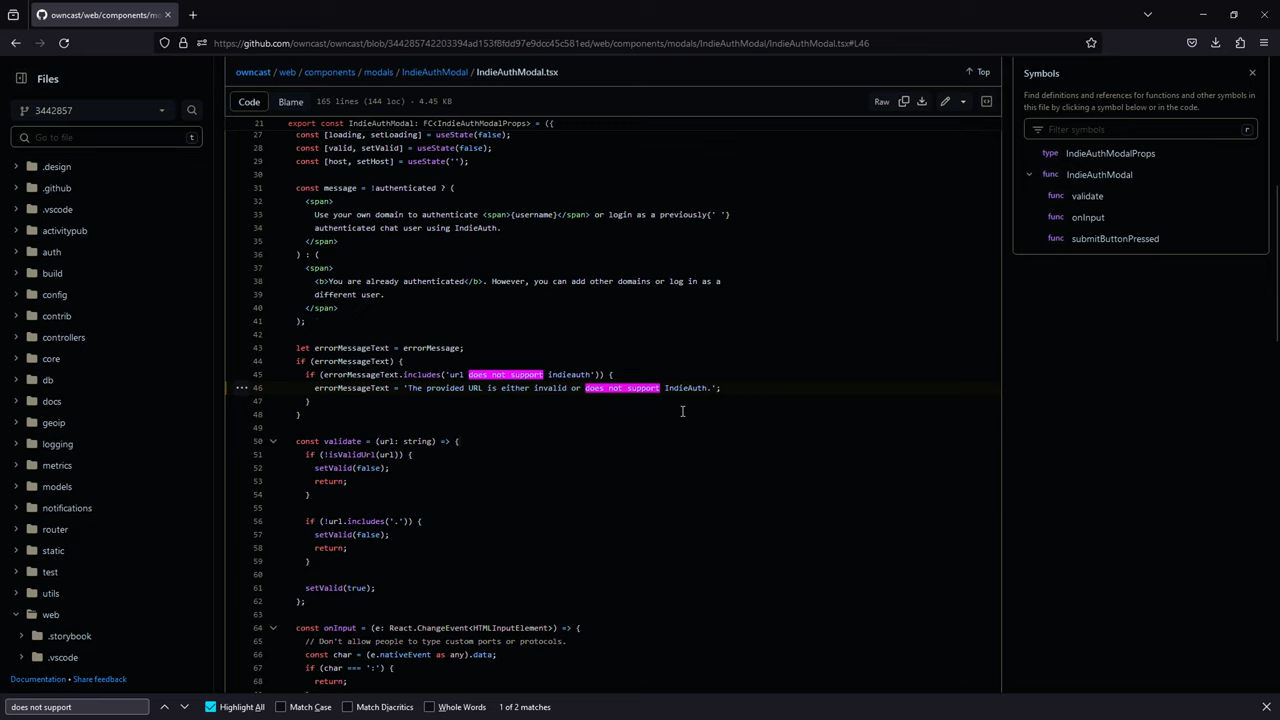 owncast/web/components/mo
https://github.com/owncast/owncast/blob/344285742203394ad153f8fdd97e9dcc45c581ed/web/components/modals/IndieAuthModal/IndieAuthModal.tsx#L46
Files
3442857
Go to file
t
.design
.github
.vscode
activitypub
auth
build
config
contrib
controllers
core
db
docs
geoip
logging
metrics
models
notifications
router
static
test
utils
web
.storybook
.vscode
Documentation • Share feedback
owncast / web / components / modals / IndieAuthModal / IndieAuthModal.tsx
Top
Code Blame 165 lines (144 loc) · 4.45 KB
Raw
21 export const IndieAuthModal: FC<IndieAuthModalProps> = ({
27 const [loading, setLoading] = useState(false);
28 const [valid, setValid] = useState(false);
29 const [host, setHost] = useState('');
30
31 const message = !authenticated ? (
32 <span>
33 Use your own domain to authenticate <span>{username}</span> or login as a previously{' '}
34 authenticated chat user using IndieAuth.
35 </span>
36 ) : (
37 <span>
38 <b>You are already authenticated</b>. However, you can add other domains or log in as a
39 different user.
40 </span>
41 );
42
43 let errorMessageText = errorMessage;
44 if (errorMessageText) {
45 if (errorMessageText.includes('url does not support indieauth')) {
46 errorMessageText = 'The provided URL is either invalid or does not support IndieAuth.';
47 }
48 }
49
50 const validate = (url: string) => {
51 if (!isValidUrl(url)) {
52 setValid(false);
53 return;
54 }
55
56 if (!url.includes('.')) {
57 setValid(false);
58 return;
59 }
60
61 setValid(true);
62 };
63
64 const onInput = (e: React.ChangeEvent<HTMLInputElement>) => {
65 // Don't allow people to type custom ports or protocols.
66 const char = (e.nativeEvent as any).data;
67 if (char === ':') {
68 return;
Symbols
Find definitions and references for functions and other symbols in
this file by clicking a symbol below or in the code.
Filter symbols
r
type IndieAuthModalProps
func IndieAuthModal
func validate
func onInput
func submitButtonPressed
does not support
Highlight All
Match Case
Match Diacritics
Whole Words
1 of 2 matches